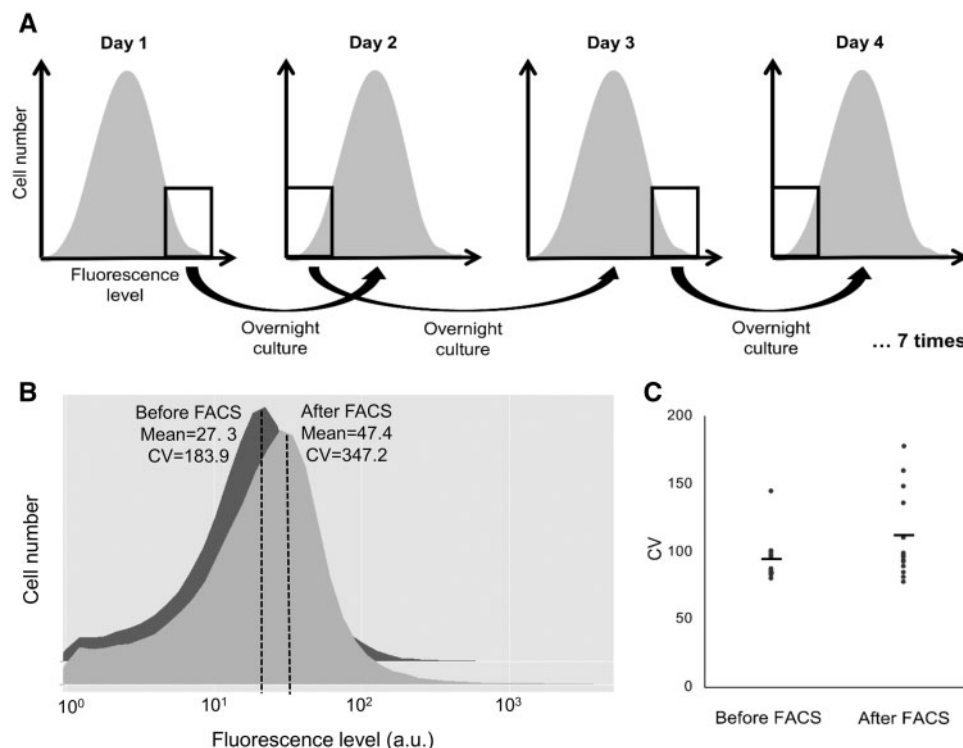 A
Day 1
Day 2
Day 3
Day 4
Cell number
Fluorescence
level
Overnight
culture
Overnight
culture
Overnight
culture
... 7 times
B
Before FACS
Mean=27. 3
CV=183.9
After FACS
Mean=47.4
CV=347.2
Cell number
10⁰
10¹
10²
10³
Fluorescence level (a.u.)
C
200
150
100
50
0
CV
Before FACS
After FACS